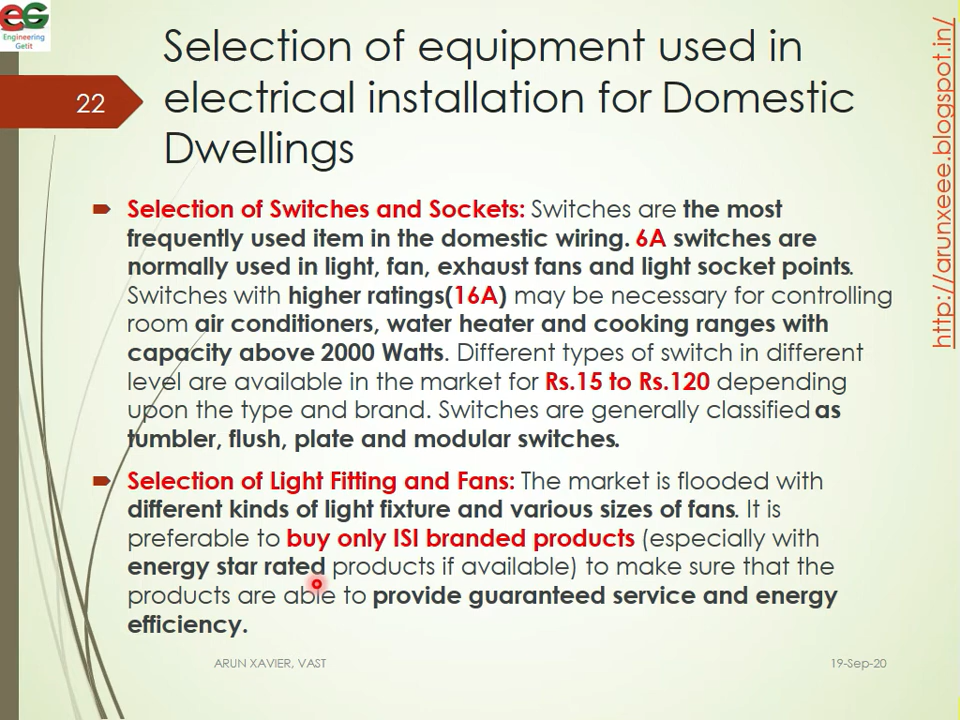 Engineering
Getit
22
Selection of equipment used in
electrical installation for Domestic
Dwellings
Selection of Switches and Sockets: Switches are the most
frequently used item in the domestic wiring. 6A switches are
normally used in light, fan, exhaust fans and light socket points.
Switches with higher ratings(16A) may be necessary for controlling
room air conditioners, water heater and cooking ranges with
capacity above 2000 Watts. Different types of switch in different
level are available in the market for Rs.15 to Rs.120 depending
upon the type and brand. Switches are generally classified as
tumbler, flush, plate and modular switches.
Selection of Light Fitting and Fans: The market is flooded with
different kinds of light fixture and various sizes of fans. It is
preferable to buy only ISI branded products (especially with
energy star rated products if available) to make sure that the
products are able to provide guaranteed service and energy
efficiency.
ARUN XAVIER, VAST
19-Sep-20
http://arunxeee.blogspot.in/